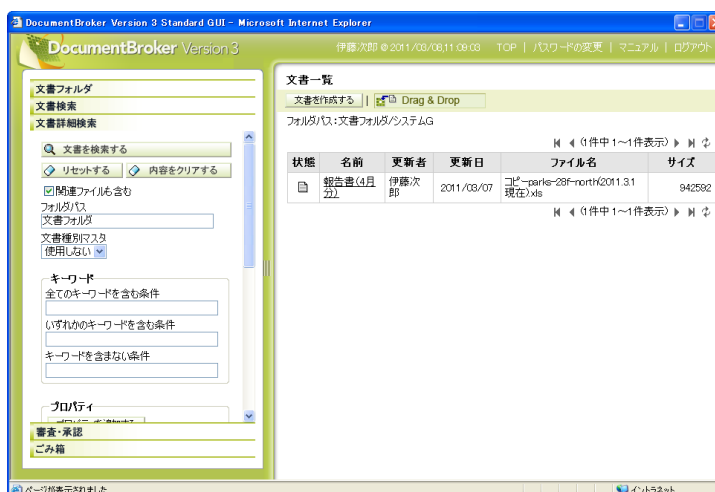 DocumentBroker Version 3 Standard GUI - Microsoft Internet Explorer
DocumentBroker Version 3
伊藤次郎 @ 2011/03/08,11:09:03 TOP | パスワードの変更 | マニュアル | ログアウト
文書フォルダ
文書検索
文書詳細検索
文書を検索する
リセットする 内容をクリアする
関連ファイルも含む
フォルダパス
文書フォルダ
文書種別マスタ
使用しない
キーワード
全てのキーワードを含む条件
いずれかのキーワードを含む条件
キーワードを含まない条件
プロパティ
審査・承認
ごみ箱
文書一覧
文書を作成する | Drag & Drop
フォルダパス:文書フォルダ/システムG
(1件中 1~1件表示)
状態 名前 更新者 更新日 ファイル名 サイズ
報告書(4月分) 伊藤次郎 2011/03/07 コピーparks-28f-north(2011.3.1現在).xls 942592
(1件中 1~1件表示)
ページが表示されました
イントラネット